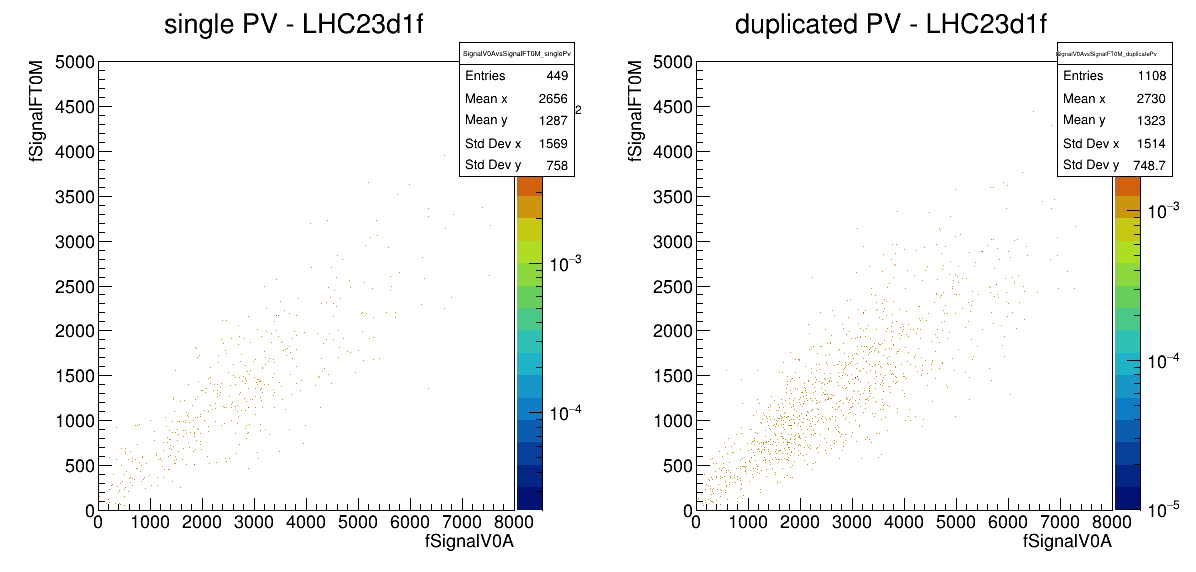 single PV - LHC23d1f
SignalV0AvsSignalFT0M_singlePv
Entries 449
Mean x 2656
Mean y 1287
Std Dev x 1569
Std Dev y 758
fSignalFT0M
5000
4500
4000
3500
3000
2500
2000
1500
1000
500
0
0 1000 2000 3000 4000 5000 6000 7000 8000
fSignalV0A
2
10⁻³
10⁻⁴
duplicated PV - LHC23d1f
SignalV0AvsSignalFT0M_duplicatePv
Entries 1108
Mean x 2730
Mean y 1323
Std Dev x 1514
Std Dev y 748.7
fSignalFT0M
5000
4500
4000
3500
3000
2500
2000
1500
1000
500
0
0 1000 2000 3000 4000 5000 6000 7000 8000
fSignalV0A
10⁻³
10⁻⁴
10⁻⁵